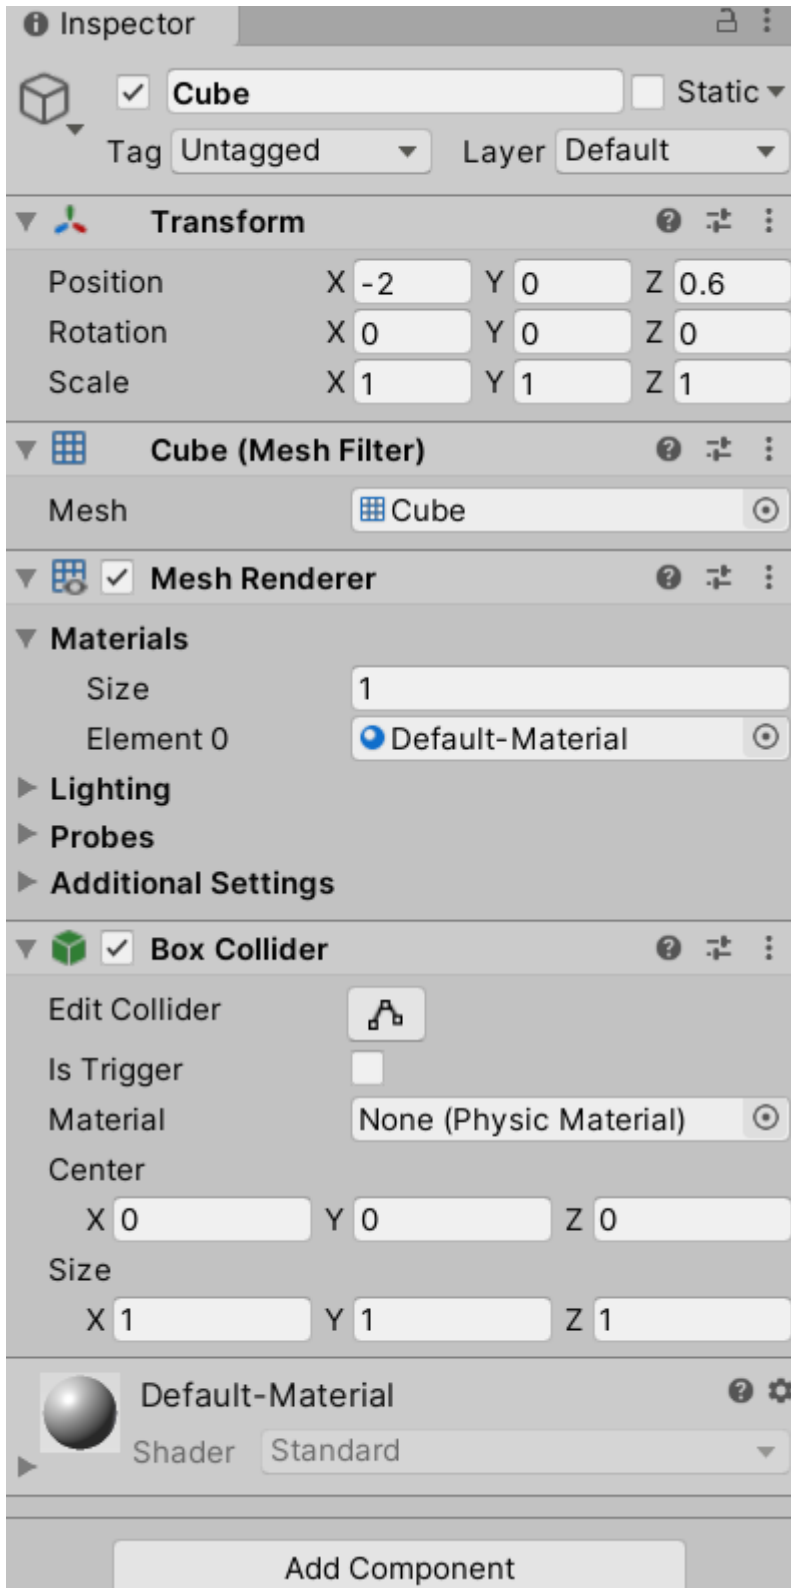 Inspector
Cube Static
Tag Untagged Layer Default
Transform
Position X -2 Y 0 Z 0.6
Rotation X 0 Y 0 Z 0
Scale X 1 Y 1 Z 1
Cube (Mesh Filter)
Mesh Cube
Mesh Renderer
Materials
Size 1
Element 0 Default-Material
Lighting
Probes
Additional Settings
Box Collider
Edit Collider
Is Trigger
Material None (Physic Material)
Center
X 0 Y 0 Z 0
Size
X 1 Y 1 Z 1
Default-Material
Shader Standard
Add Component